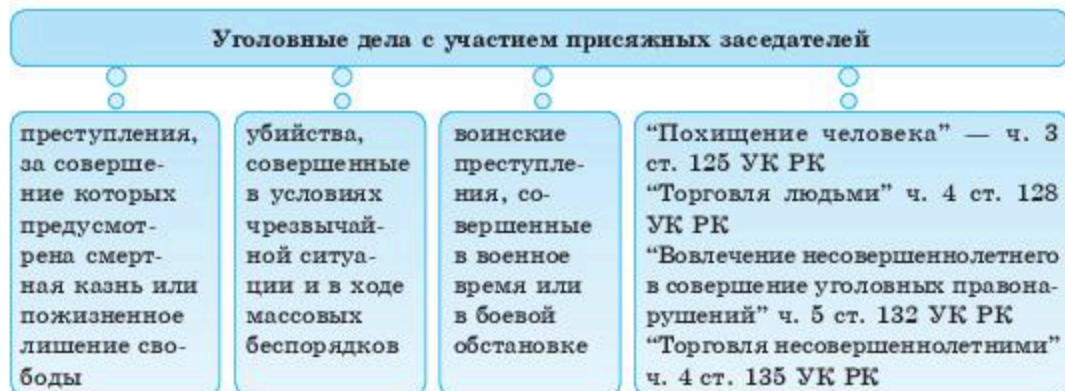 Уголовные дела с участием присяжных заседателей
преступления,
за соверше-
ние которых
предусмот-
рена смерт-
ная казнь или
пожизненное
лишение сво-
боды
убийства,
совершенные
в условиях
чрезвычай-
ной ситуа-
ции и в ходе
массовых
беспорядков
воинские
преступле-
ния, со-
вершенные
в военное
время или
в боевой
обстановке
“Похищение человека” — ч. 3
ст. 125 УК РК
“Торговля людьми” ч. 4 ст. 128
УК РК
“Вовлечение несовершеннолетнего
в совершение уголовных правона-
рушений” ч. 5 ст. 132 УК РК
“Торговля несовершеннолетними”
ч. 4 ст. 135 УК РК